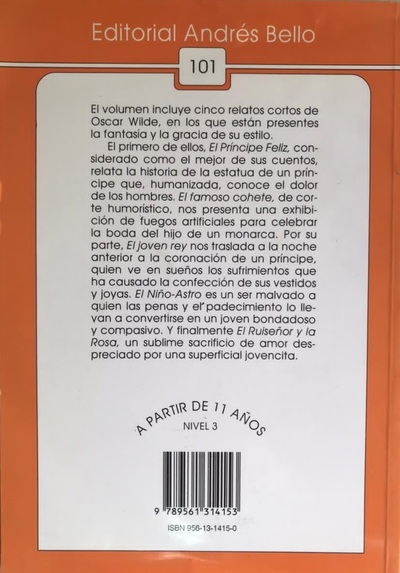 Editorial Andrés Bello
101
El volumen incluye cinco relatos cortos de
Oscar Wilde, en los que están presentes
la fantasía y la gracia de su estilo.
El primero de ellos, El Príncipe Feliz, con-
siderado como el mejor de sus cuentos,
relata la historia de la estatua de un prín-
cipe que, humanizada, conoce el dolor
de los hombres. El famoso cohete, de cor-
te humorístico, nos presenta una exhibi-
ción de fuegos artificiales para celebrar
la boda del hijo de un monarca. Por su
parte, El joven rey nos traslada a la noche
anterior a la coronación de un príncipe,
quien ve en sueños los sufrimientos que
ha causado la confección de sus vestidos
y joyas. El Niño-Astro es un ser malvado a
quien las penas y el padecimiento lo lle-
van a convertirse en un joven bondadoso
y compasivo. Y finalmente El Ruiseñor y la
Rosa, un sublime sacrificio de amor des-
preciado por una superficial jovencita.
A PARTIR DE 11 AÑOS
NIVEL 3
9 789561 314153
ISBN 956-13-1415-0